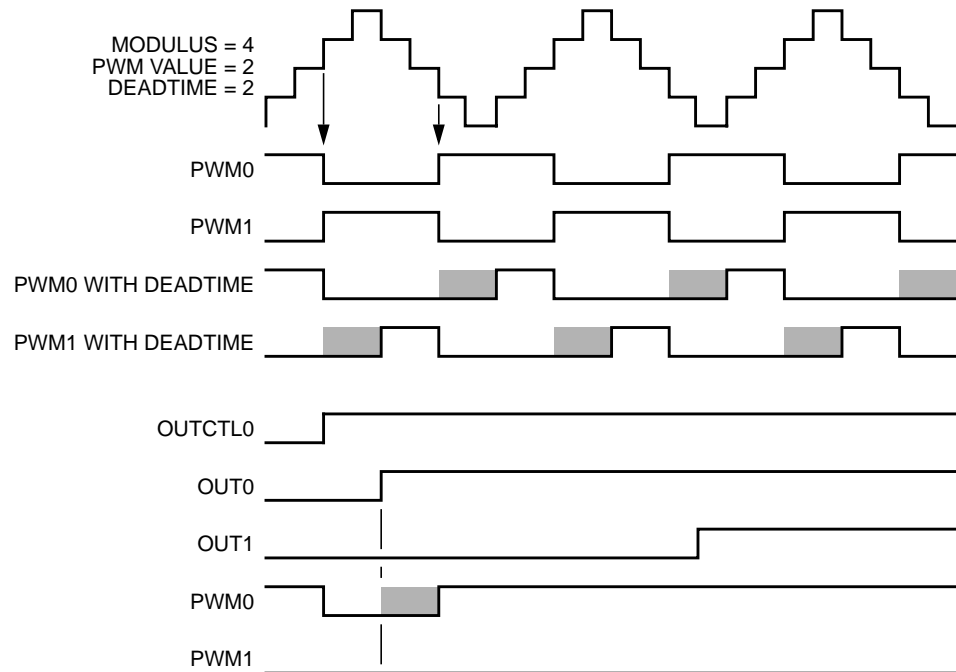 MODULUS = 4
PWM VALUE = 2
DEADTIME = 2
PWM0
PWM1
PWM0 WITH DEADTIME
PWM1 WITH DEADTIME
OUTCTL0
OUT0
OUT1
PWM0
PWM1